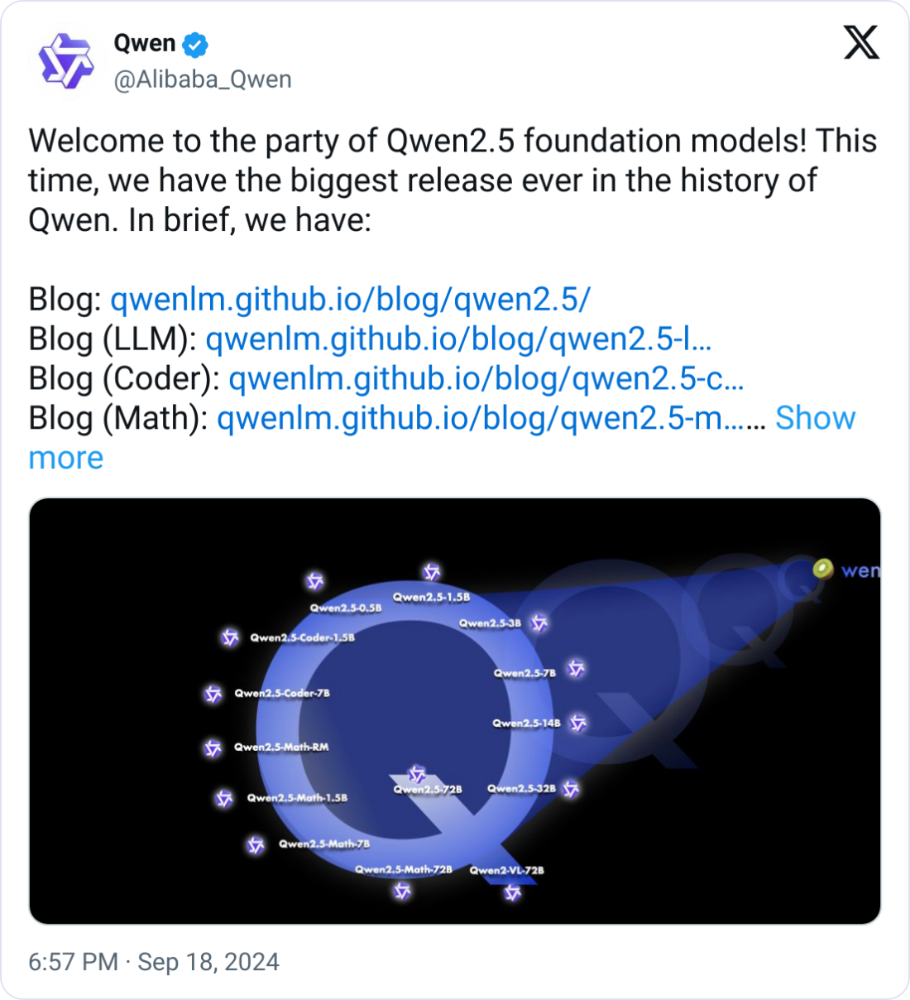 Qwen
@Alibaba_Qwen
Welcome to the party of Qwen2.5 foundation models! This
time, we have the biggest release ever in the history of
Qwen. In brief, we have:
Blog: qwenlm.github.io/blog/qwen2.5/
Blog (LLM): qwenlm.github.io/blog/qwen2.5-l…
Blog (Coder): qwenlm.github.io/blog/qwen2.5-c…
Blog (Math): qwenlm.github.io/blog/qwen2.5-m…… Show
more
wen
Qwen2.5-1.5B
Qwen2.5-0.5B
Qwen2.5-3B
Qwen2.5-Coder-1.5B
Qwen2.5-7B
Qwen2.5-Coder-7B
Qwen2.5-14B
Qwen2.5-Math-RM
Qwen2.5-72B
Qwen2.5-32B
Qwen2.5-Math-1.5B
Qwen2.5-Math-7B
Qwen2.5-Math-72B
Qwen2-VL-72B
6:57 PM · Sep 18, 2024